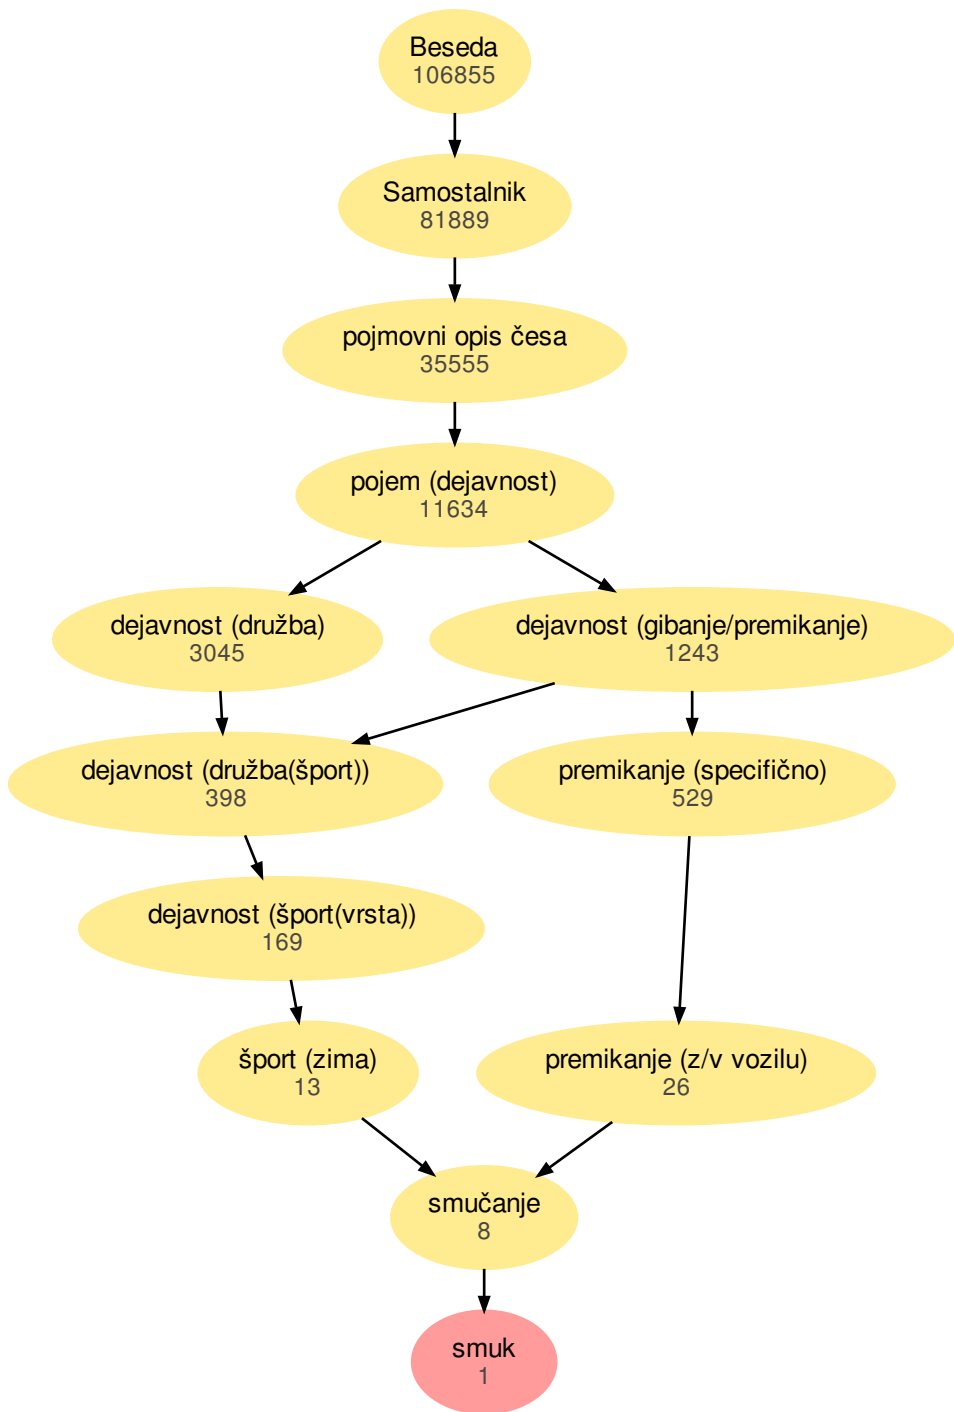 Beseda
106855
Samostalnik
81889
pojmovni opis česa
35555
pojem (dejavnost)
11634
dejavnost (družba)
3045
dejavnost (gibanje/premikanje)
1243
dejavnost (družba(šport))
398
premikanje (specifično)
529
dejavnost (šport(vrsta))
169
šport (zima)
13
premikanje (z/v vozilu)
26
smučanje
8
smuk
1